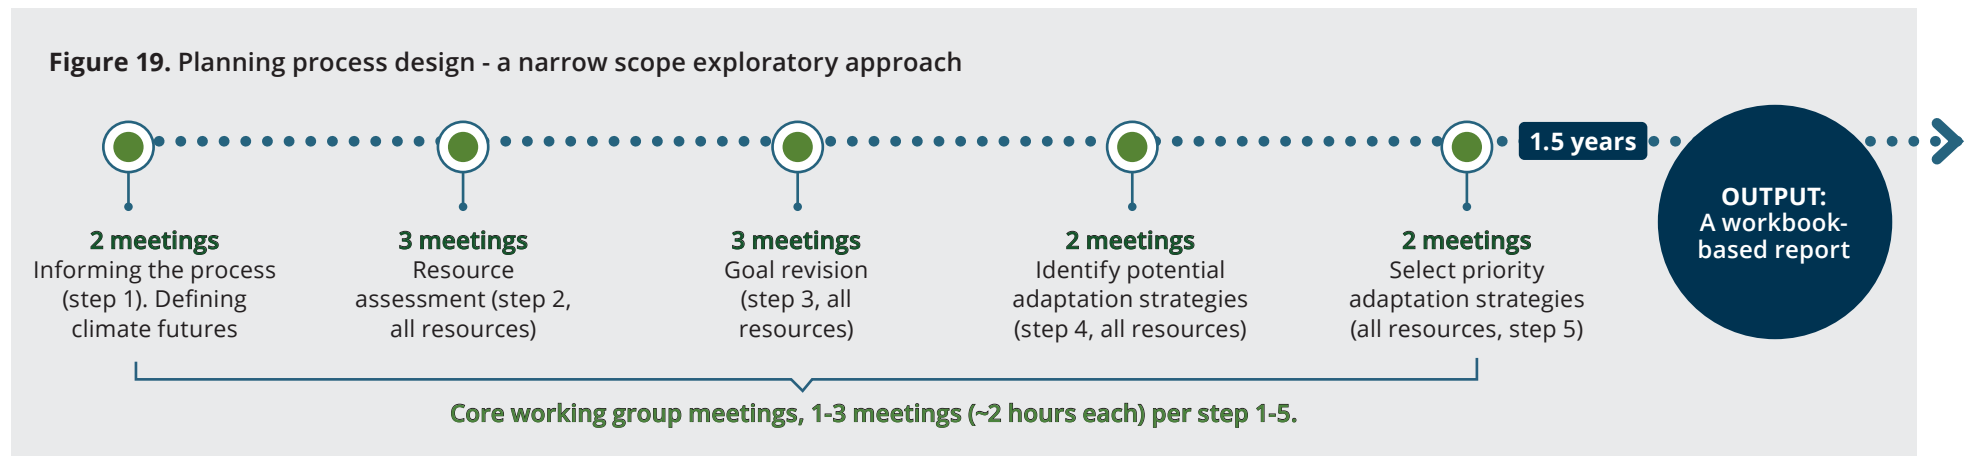 Figure 19. Planning process design - a narrow scope exploratory approach
2 meetings
Informing the process
(step 1). Defining
climate futures
3 meetings
Resource
assessment (step 2,
all resources)
3 meetings
Goal revision
(step 3, all
resources)
2 meetings
Identify potential
adaptation strategies
(step 4, all resources)
2 meetings
Select priority
adaptation strategies
(all resources, step 5)
1.5 years
OUTPUT:
A workbook-
based report
Core working group meetings, 1-3 meetings (~2 hours each) per step 1-5.